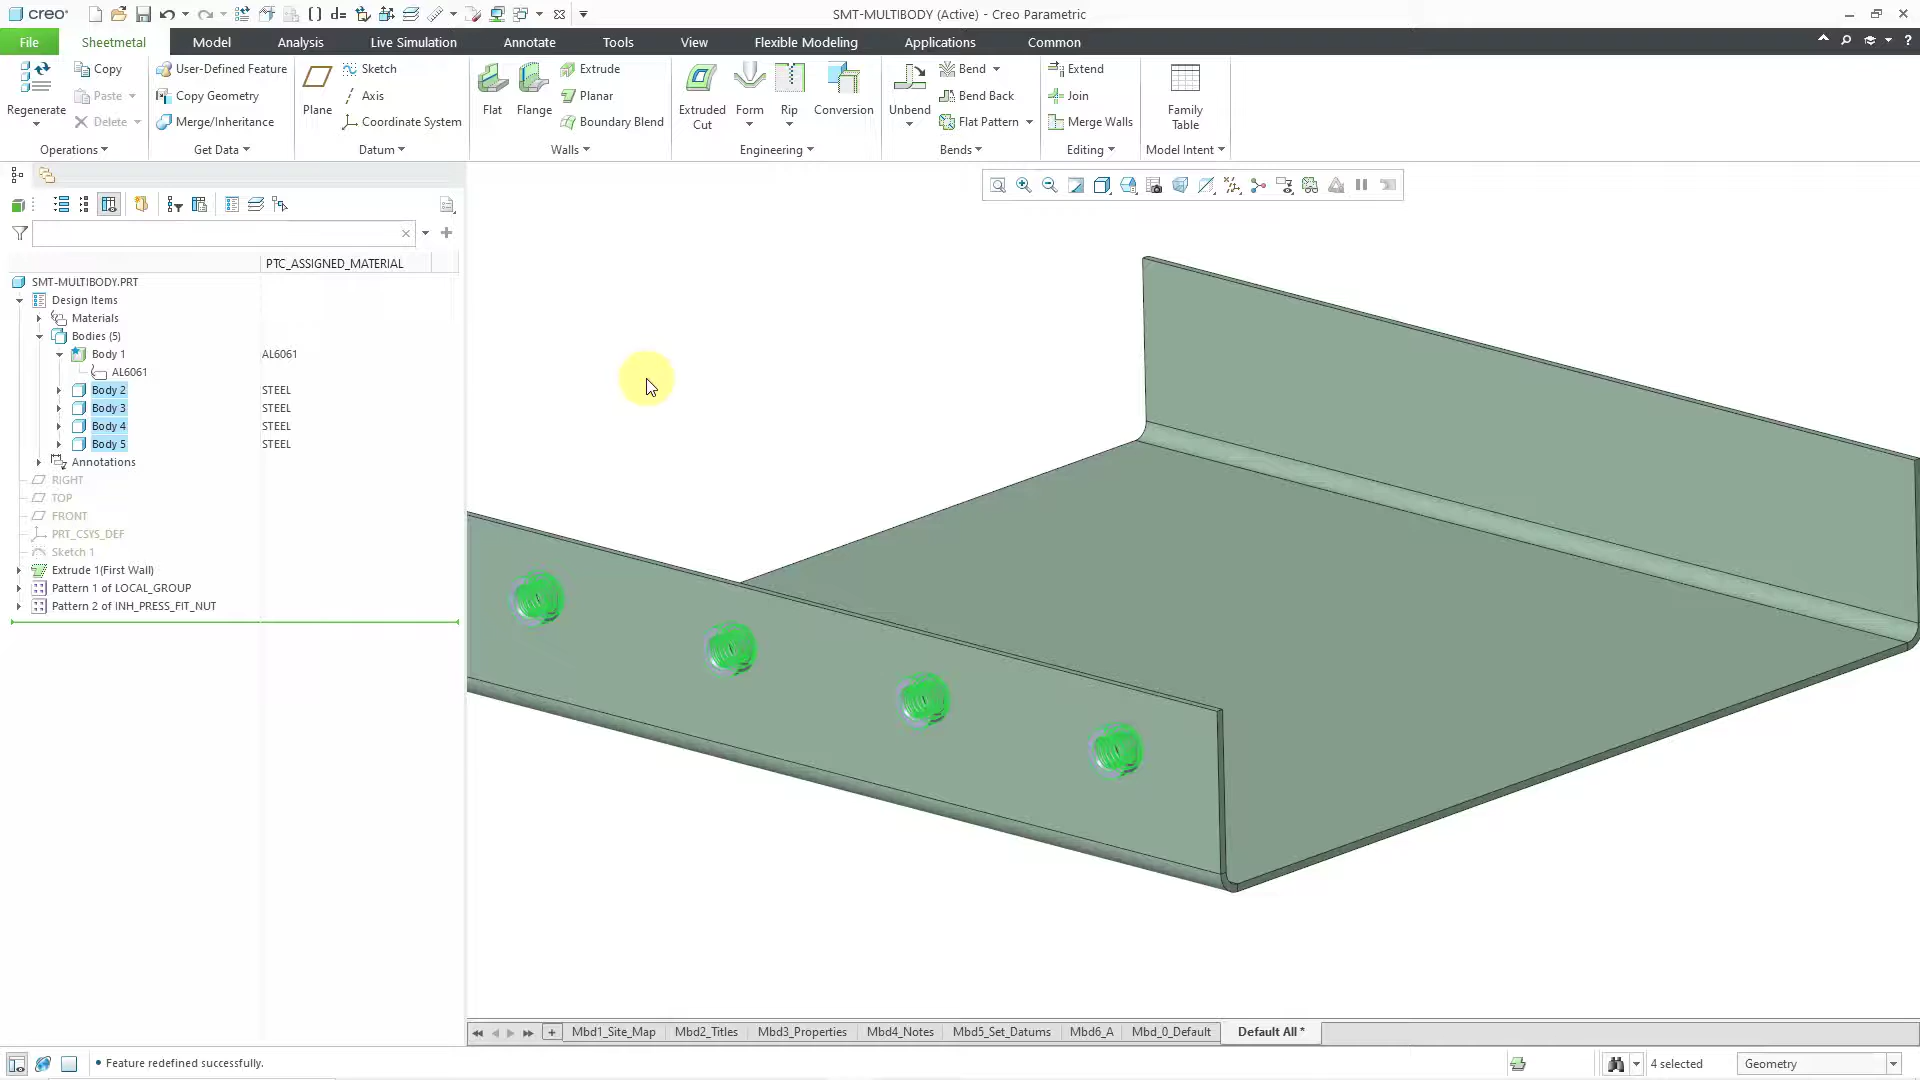 creo
SMT-MULTIBODY (Active) - Creo Parametric
File Sheetmetal Model Analysis Live Simulation Annotate Tools View Flexible Modeling Applications Common
Regenerate
Copy
Paste
Delete
Operations
User-Defined Feature
Copy Geometry
Merge/Inheritance
Get Data
Plane
Sketch
Axis
Coordinate System
Datum
Flat
Flange
Extrude
Planar
Boundary Blend
Walls
Extruded
Cut
Form
Rip
Conversion
Engineering
Unbend
Bend
Bend Back
Flat Pattern
Bends
Extend
Join
Merge Walls
Editing
Family
Table
Model Intent
PTC_ASSIGNED_MATERIAL
SMT-MULTIBODY.PRT
Design Items
Materials
Bodies (5)
Body 1 AL6061
AL6061
Body 2 STEEL
Body 3 STEEL
Body 4 STEEL
Body 5 STEEL
Annotations
RIGHT
TOP
FRONT
PRT_CSYS_DEF
Sketch 1
Extrude 1(First Wall)
Pattern 1 of LOCAL_GROUP
Pattern 2 of INH_PRESS_FIT_NUT
Mbd1_Site_Map Mbd2_Titles Mbd3_Properties Mbd4_Notes Mbd5_Set_Datums Mbd6_A Mbd_0_Default Default All *
• Feature redefined successfully.
4 selected
Geometry